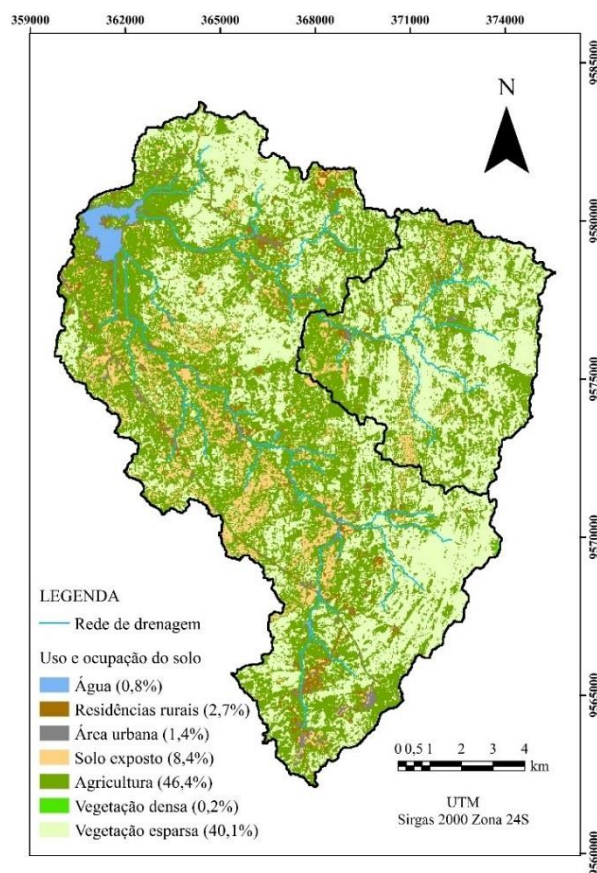 359000 362000 365000 368000 371000 374000
9585000
N
9580000
9575000
9570000
9565000
9560000
LEGENDA
Rede de drenagem
Uso e ocupação do solo
Água (0,8%)
Residências rurais (2,7%)
Área urbana (1,4%)
Solo exposto (8,4%)
Agricultura (46,4%)
Vegetação densa (0,2%)
Vegetação esparsa (40,1%)
0 0,5 1 2 3 4
km
UTM
Sirgas 2000 Zona 24S